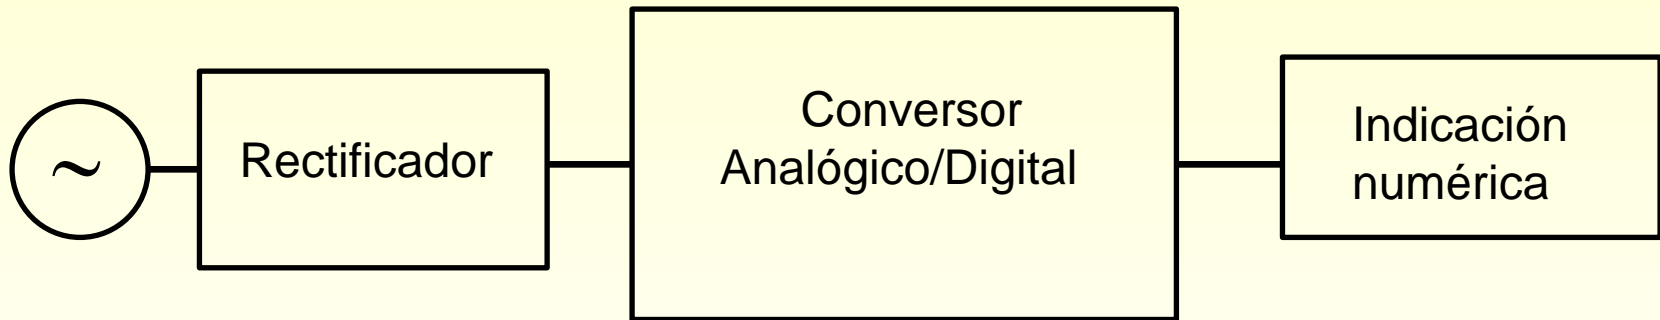 ~
Rectificador
Conversor
Analógico/Digital
Indicación
numérica